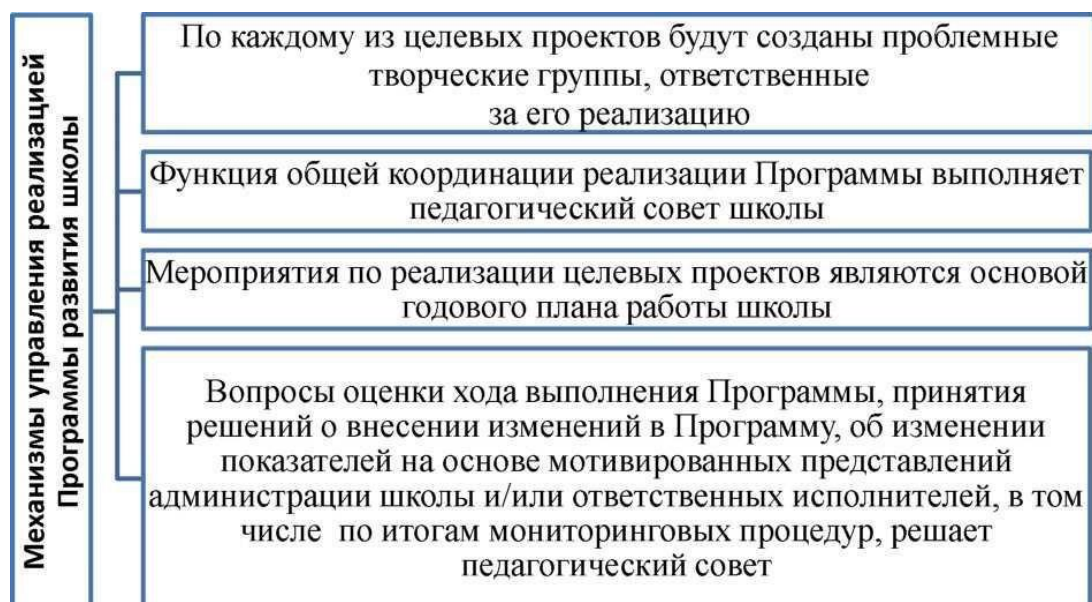 Механизмы управления реализацией
Программы развития школы
По каждому из целевых проектов будут созданы проблемные
творческие группы, ответственные
за его реализацию
Функция общей координации реализации Программы выполняет
педагогический совет школы
Мероприятия по реализации целевых проектов являются основой
годового плана работы школы
Вопросы оценки хода выполнения Программы, принятия
решений о внесении изменений в Программу, об изменении
показателей на основе мотивированных представлений
администрации школы и/или ответственных исполнителей, в том
числе по итогам мониторинговых процедур, решает
педагогический совет